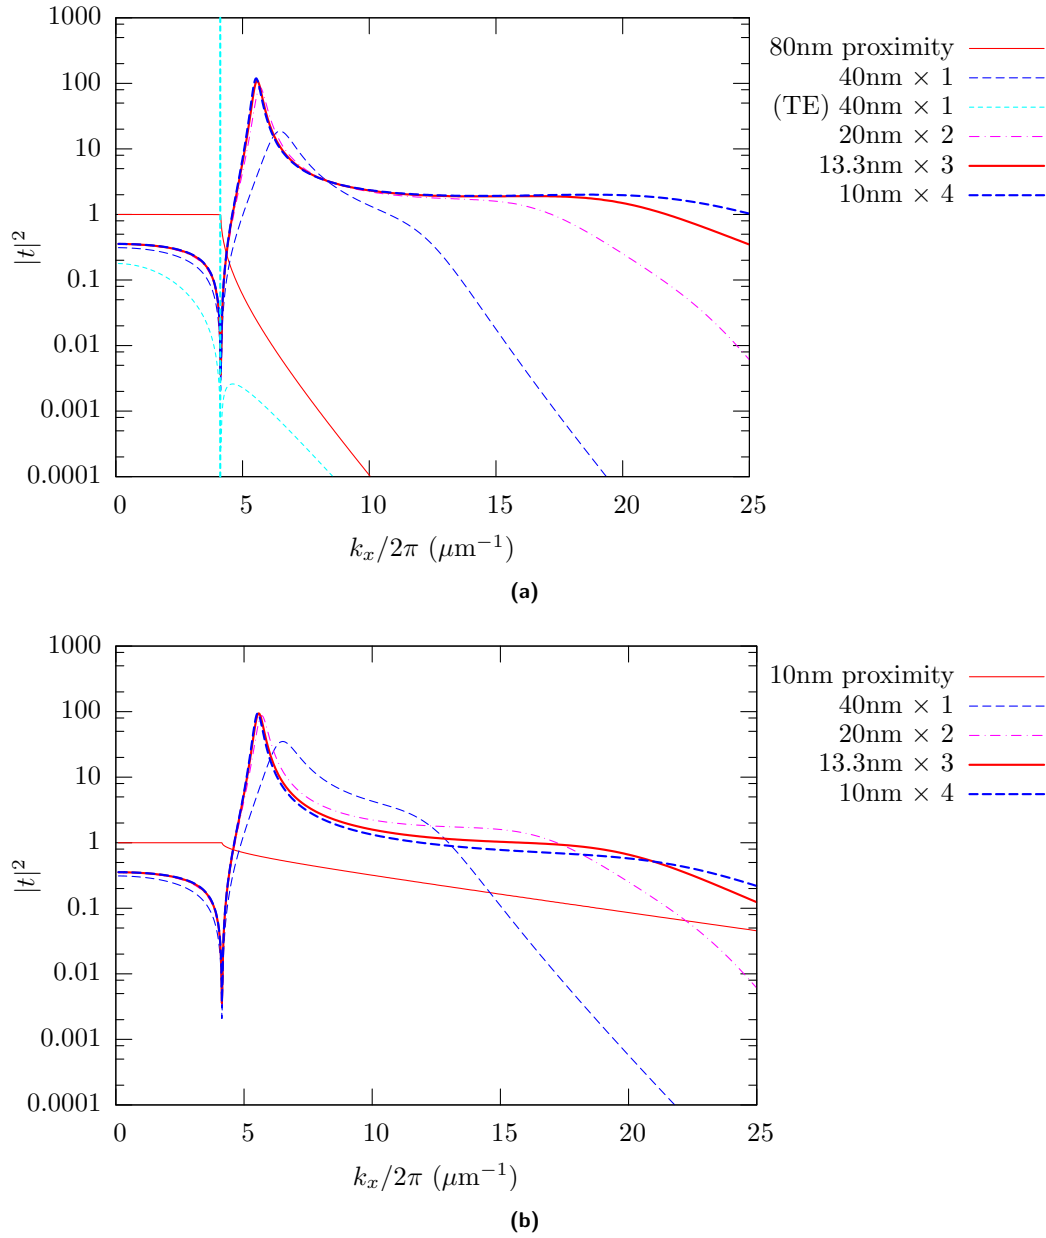 1000
100
10
1
0.1
0.01
0.001
0.0001
|t|²
0 5 10 15 20 25
kₓ/2π (μm⁻¹)
80nm proximity
40nm × 1
(TE) 40nm × 1
20nm × 2
13.3nm × 3
10nm × 4
(a)
1000
100
10
1
0.1
0.01
0.001
0.0001
|t|²
0 5 10 15 20 25
kₓ/2π (μm⁻¹)
10nm proximity
40nm × 1
20nm × 2
13.3nm × 3
10nm × 4
(b)